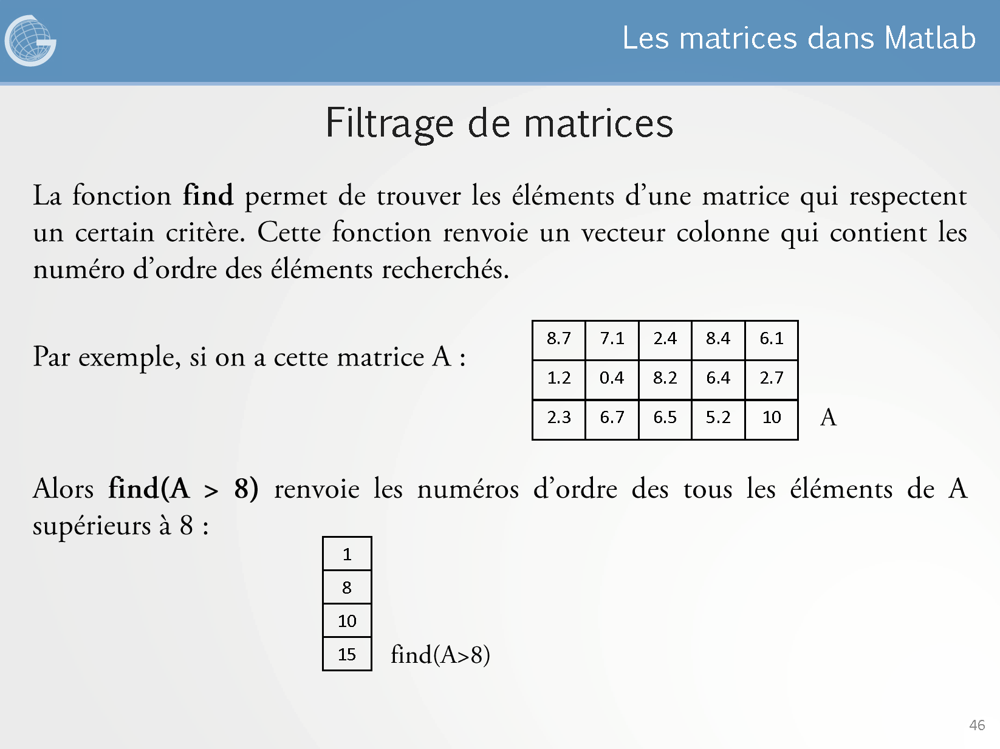 Les matrices dans Matlab
Filtrage de matrices
La fonction find permet de trouver les éléments d’une matrice qui respectent
un certain critère. Cette fonction renvoie un vecteur colonne qui contient les
numéro d’ordre des éléments recherchés.
Par exemple, si on a cette matrice A :
8.7 7.1 2.4 8.4 6.1
1.2 0.4 8.2 6.4 2.7
2.3 6.7 6.5 5.2 10 A
Alors find(A > 8) renvoie les numéros d’ordre des tous les éléments de A
supérieurs à 8 :
1
8
10
15 find(A>8)
46